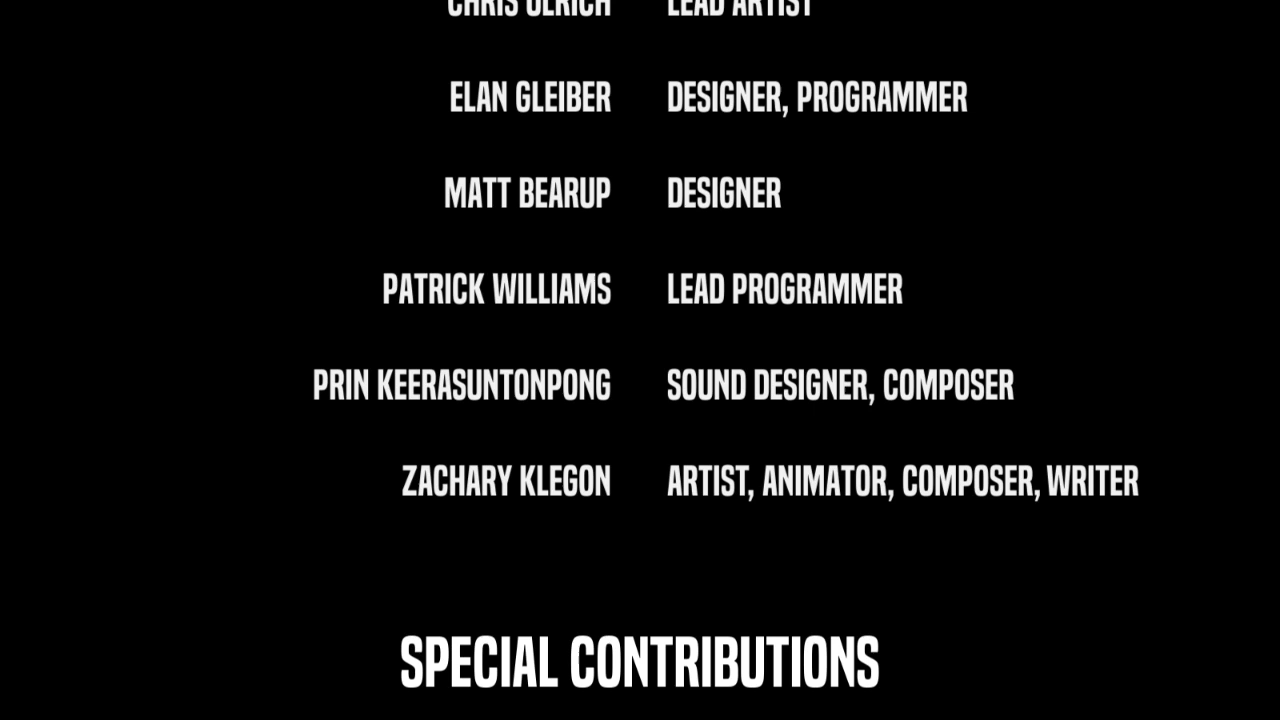 CHRIS ULRICH LEAD ARTIST
ELAN GLEIBER DESIGNER, PROGRAMMER
MATT BEARUP DESIGNER
PATRICK WILLIAMS LEAD PROGRAMMER
PRIN KEERASUNTONPONG SOUND DESIGNER, COMPOSER
ZACHARY KLEGON ARTIST, ANIMATOR, COMPOSER, WRITER
SPECIAL CONTRIBUTIONS